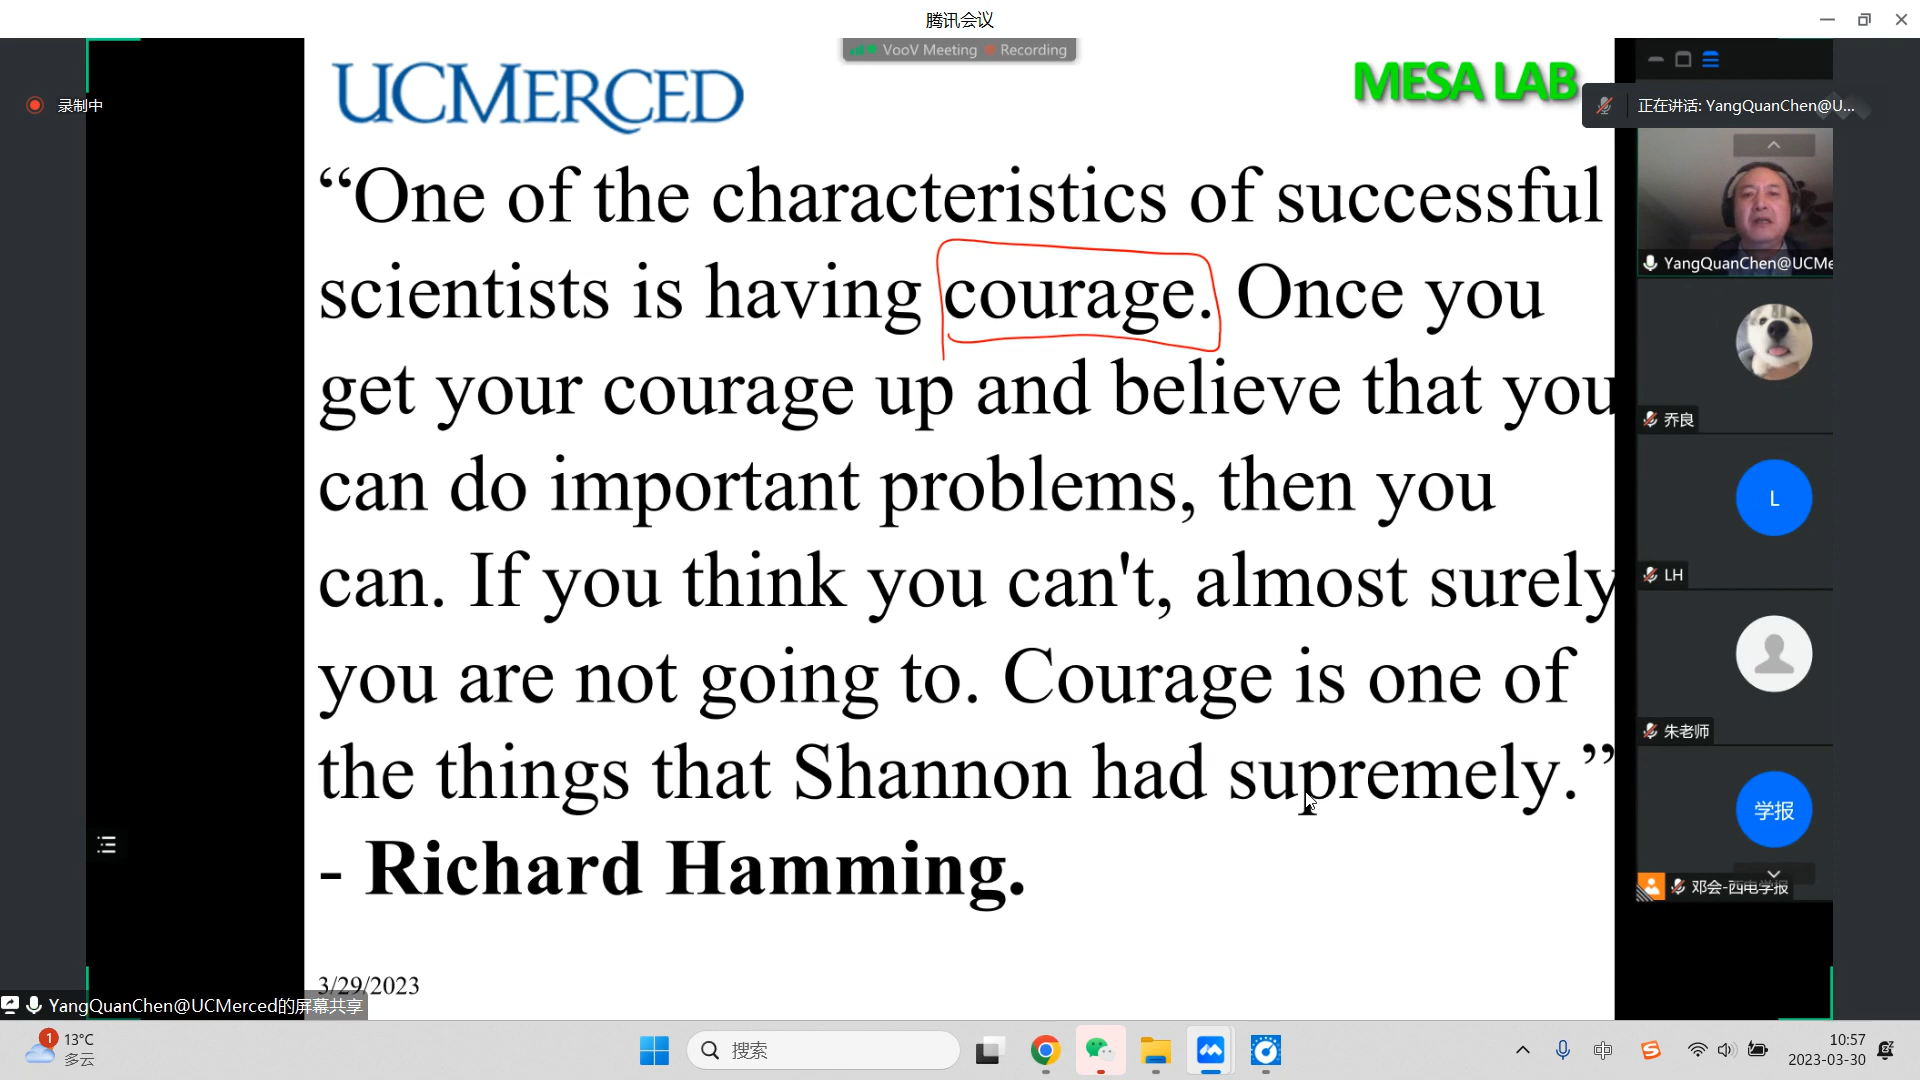 腾讯会议
VooV Meeting Recording
录制中
UCMERCED
MESA LAB
正在讲话: YangQuanChen@U...
“One of the characteristics of successful
scientists is having courage. Once you
get your courage up and believe that you
can do important problems, then you
can. If you think you can't, almost surely
you are not going to. Courage is one of
the things that Shannon had supremely.”
- Richard Hamming.
3/29/2023
YangQuanChen@UCMe
乔良
L
LH
朱老师
学报
邓会-西电学报
YangQuanChen@UCMerced的屏幕共享
1
13°C
多云
搜索
中
10:57
2023-03-30